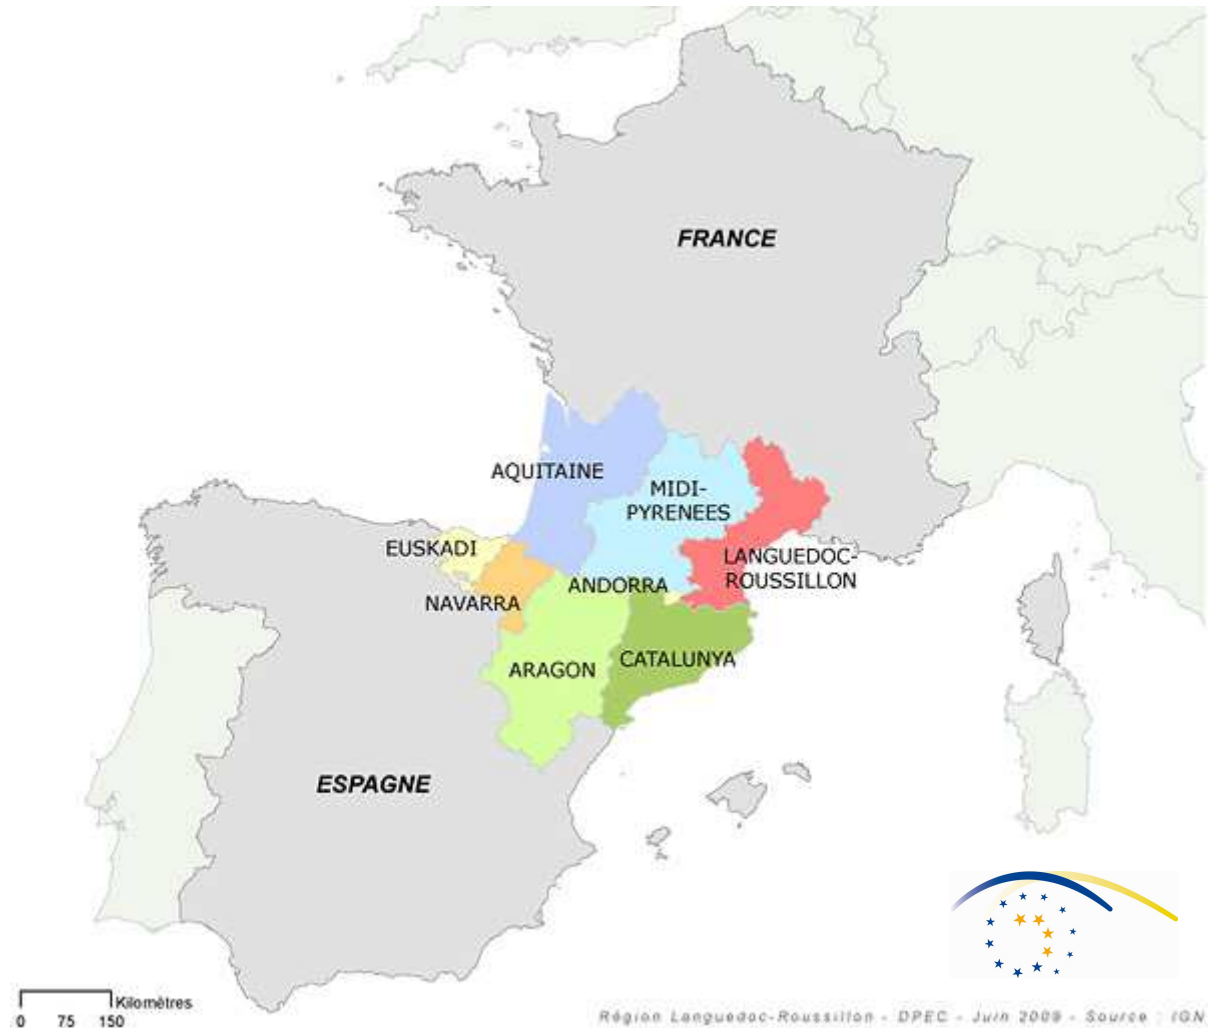 FRANCE
AQUITAINE
MIDI-
PYRENEES
EUSKADI
LANGUEDOC-
ROUSSILLON
ANDORRA
NAVARRA
CATALUNYA
ARAGON
ESPAGNE
Kilomètres
0 75 150
Région Languedoc-Roussillon - DPEC - Juin 2009 - Source : IGN